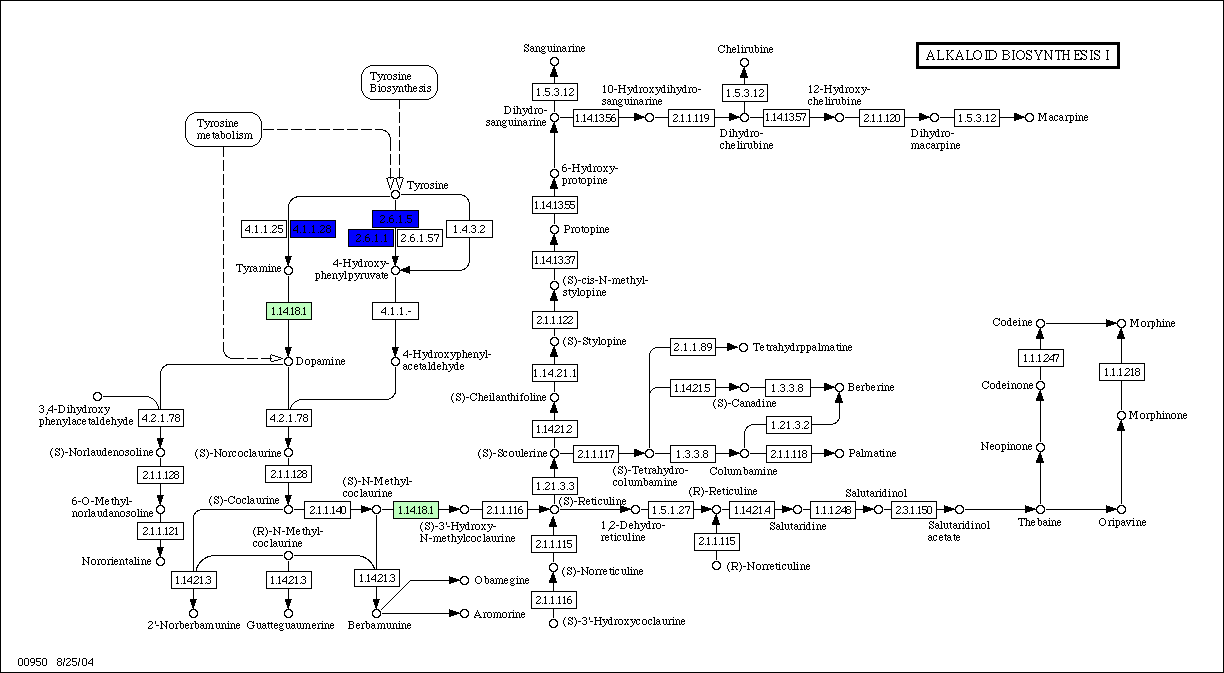 ALKALOID BIOSYNTHESIS I
Sanguinarine
Chelirubine
Tyrosine
Biosynthesis
1.5.3.12
10-Hydroxydihydro-
sanguinarine
1.5.3.12
12-Hydroxy-
chelirubine
Dihydro-
sanguinarine
1.14.13.56
2.1.1.119
1.14.13.57
2.1.1.120
1.5.3.12
Macarpine
Dihydro-
chelirubine
Dihydro-
macarpine
Tyrosine
metabolism
6-Hydroxy-
protopine
Tyrosine
1.14.13.55
4.1.1.25
4.1.1.28
2.6.1.57
1.4.3.2
Protopine
Tyramine
4-Hydroxy-
phenylpyruvate
1.14.13.37
(S)-cis-N-methyl-
stylopine
1.14.18.1
4.1.1.-
2.1.1.122
Codeine
Morphine
(S)-Stylopine
2.1.1.89
Tetrahydrppalmatine
Dopamine
4-Hydroxyphenyl-
acetaldehyde
1.14.21.1
1.1.1.247
1.1.1.218
(S)-Cheilanthifoline
1.14.21.5
1.3.3.8
Berberine
(S)-Canadine
Codeinone
3,4-Dihydroxy
phenylacetaldehyde
4.2.1.78
4.2.1.78
1.14.21.2
1.21.3.2
Morphinone
(S)-Norlaudenosoline
(S)-Norcoclaurine
(S)-Scoulerine
2.1.1.117
1.3.3.8
2.1.1.118
Palmatine
Neopinone
(S)-Tetrahydro-
columbamine
Columbamine
2.1.1.128
2.1.1.128
(S)-N-Methyl-
coclaurine
1.21.3.3
6-O-Methyl-
norlaudanosoline
(S)-Coclaurine
2.1.1.140
1.14.18.1
2.1.1.116
(S)-Reticuline
1.5.1.27
(R)-Reticuline
1.14.21.4
1.1.1.248
Salutaridinol
2.3.1.150
(S)-3'-Hydroxy-
N-methylcoclaurine
1,2-Dehydro-
reticuline
Salutaridine
Salutaridinol
acetate
Thebaine
Oripavine
2.1.1.121
(R)-N-Methyl-
coclaurine
2.1.1.115
2.1.1.115
Nororientaline
(S)-Norreticuline
(R)-Norreticuline
1.14.21.3
1.14.21.3
1.14.21.3
Obamegine
2.1.1.116
2'-Norberbamunine
Guatteguaumerine
Berbamunine
Aromorine
(S)-3'-Hydroxycoclaurine
00950 8/25/04